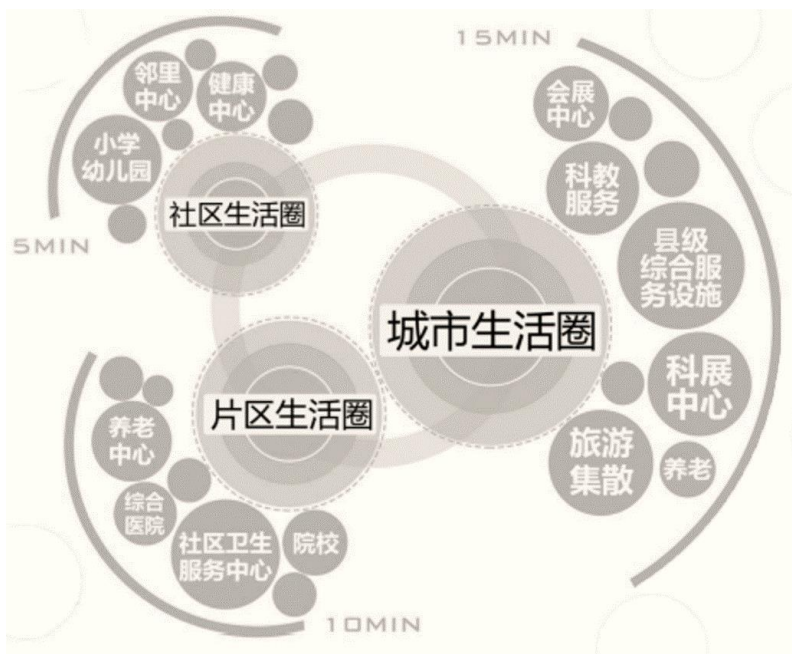 邻里
中心
健康
中心
小学
幼儿园
社区生活圈
5MIN
15MIN
会展
中心
科教
服务
县级
综合服
务设施
城市生活圈
科展
中心
旅游
集散
养老
片区生活圈
养老
中心
综合
医院
社区卫生
服务中心
院校
10MIN